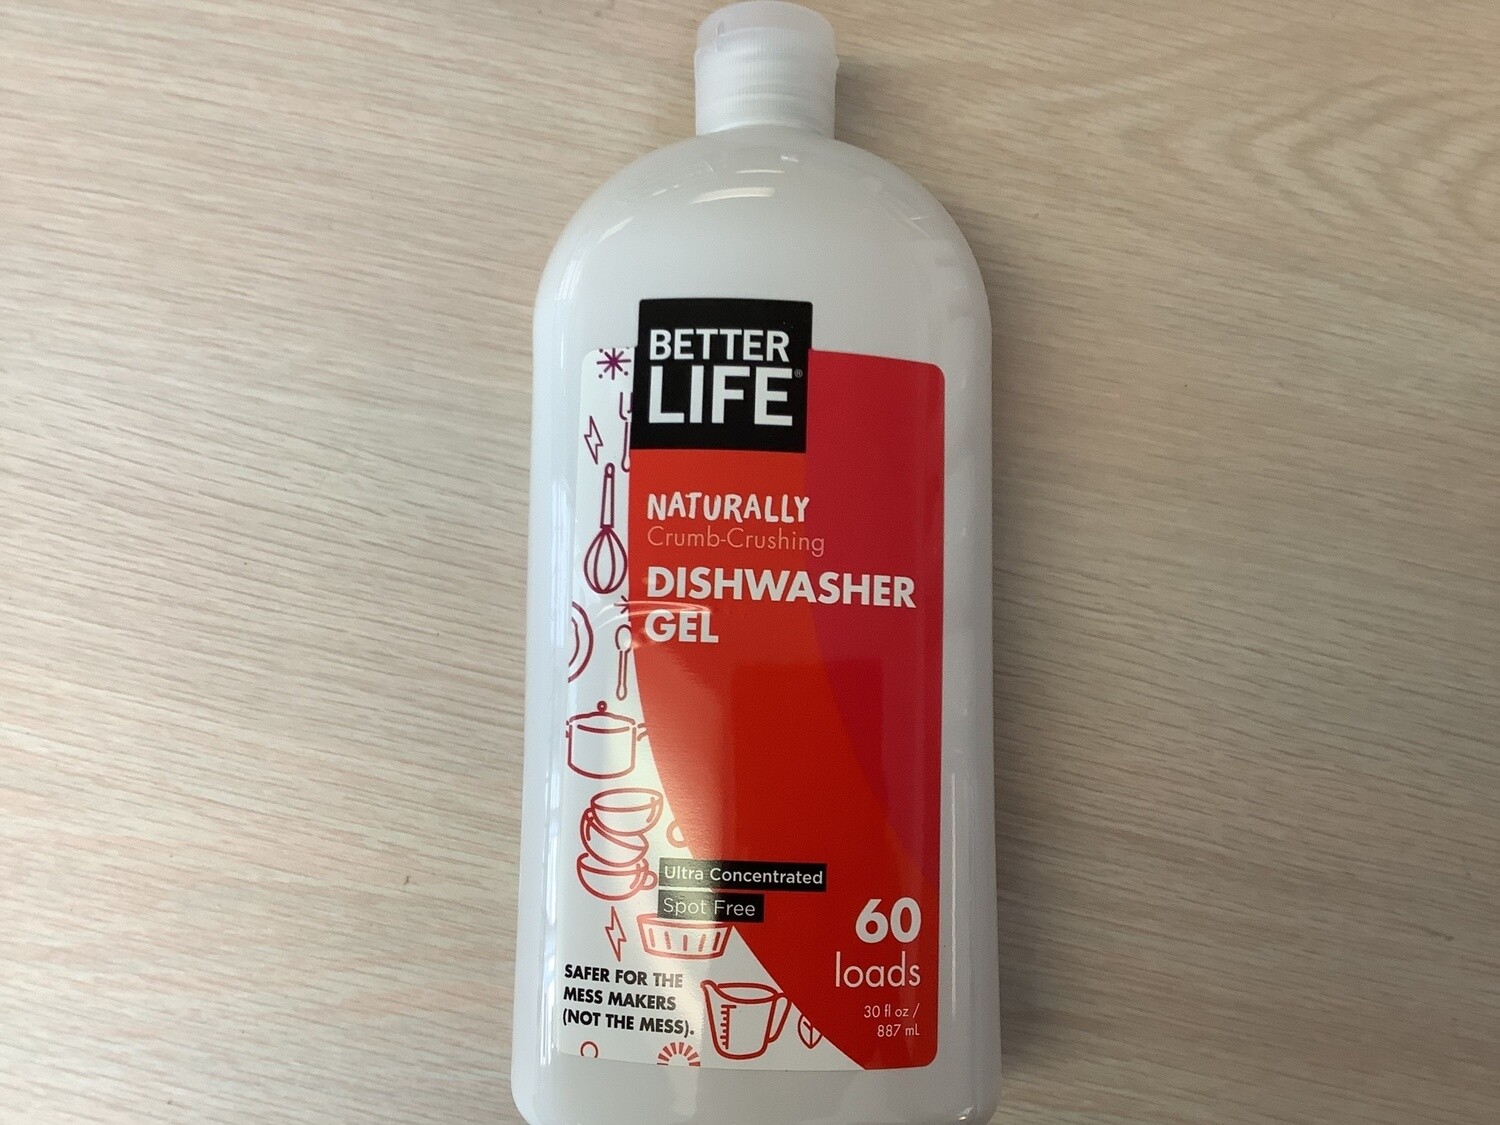 BETTER
LIFE®
NATURALLY
Crumb-Crushing
DISHWASHER
GEL
Ultra Concentrated
Spot Free
60
loads
SAFER FOR THE
MESS MAKERS
(NOT THE MESS).
30 fl oz /
887 mL